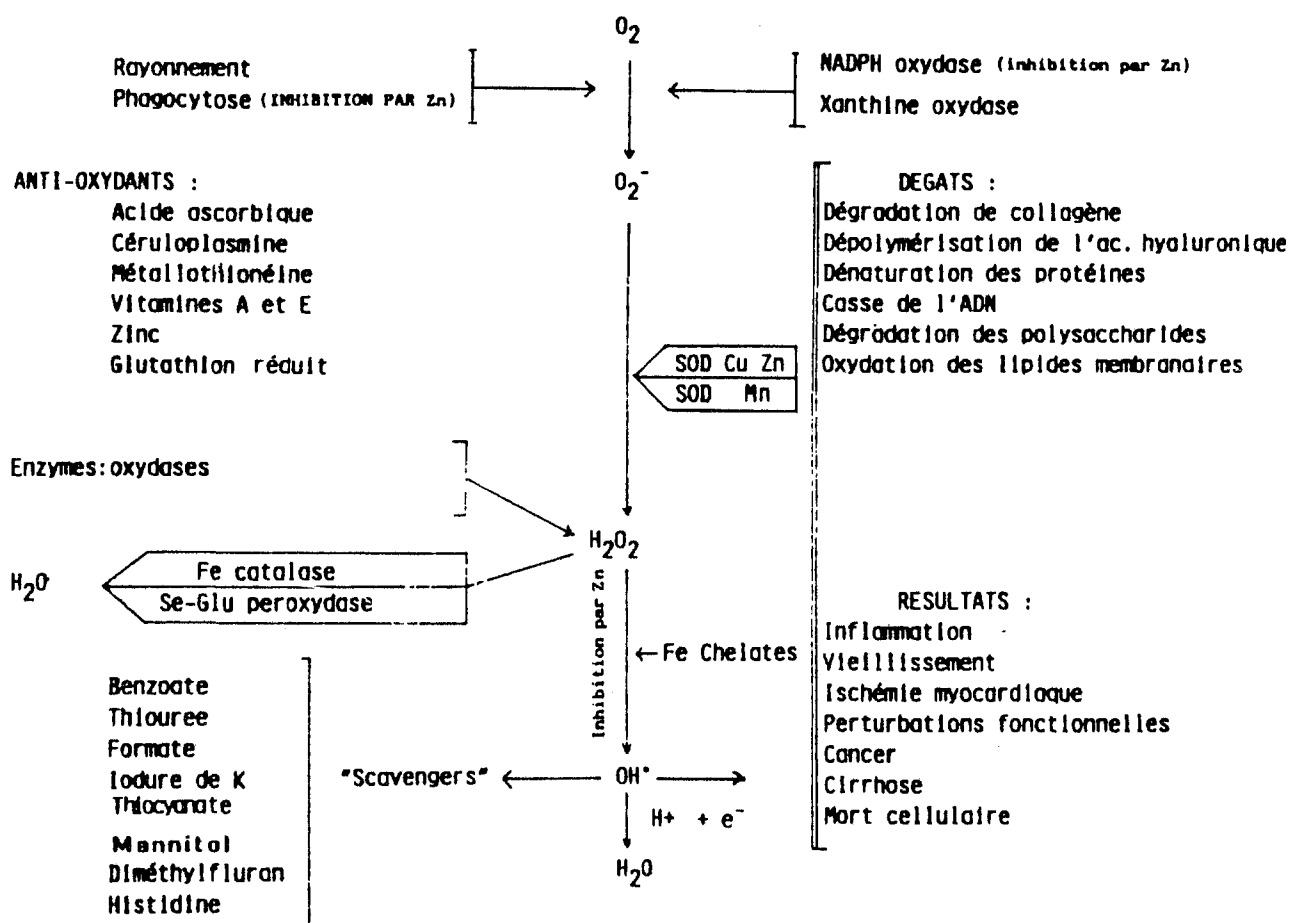 O2
Rayonnement
Phagocytose (INHIBITION PAR Zn)
NADPH oxydase (inhibition par Zn)
Xanthine oxydase
O2-
ANTI-OXYDANTS :
Acide ascorbique
Céruloplasmine
Métallothionéine
Vitamines A et E
Zinc
Glutathion réduit
DEGATS :
Dégradation de collagène
Dépolymérisation de l'ac. hyaluronique
Dénaturation des protéines
Casse de l'ADN
Dégradation des polysaccharides
Oxydation des lipides membranaires
SOD Cu Zn
SOD Mn
Enzymes:oxydases
H2O2
H2O
Fe catalase
Se-Glu peroxydase
Inhibition par Zn
Fe Chelates
RESULTATS :
Inflammation
Vieillissement
Ischémie myocardiaque
Perturbations fonctionnelles
Cancer
Cirrhose
Mort cellulaire
Benzoate
Thiouree
Formate
Iodure de K
Thiocyanate
Mannitol
Diméthylfluran
Histidine
"Scavengers"
OH•
H+ + e-
H2O